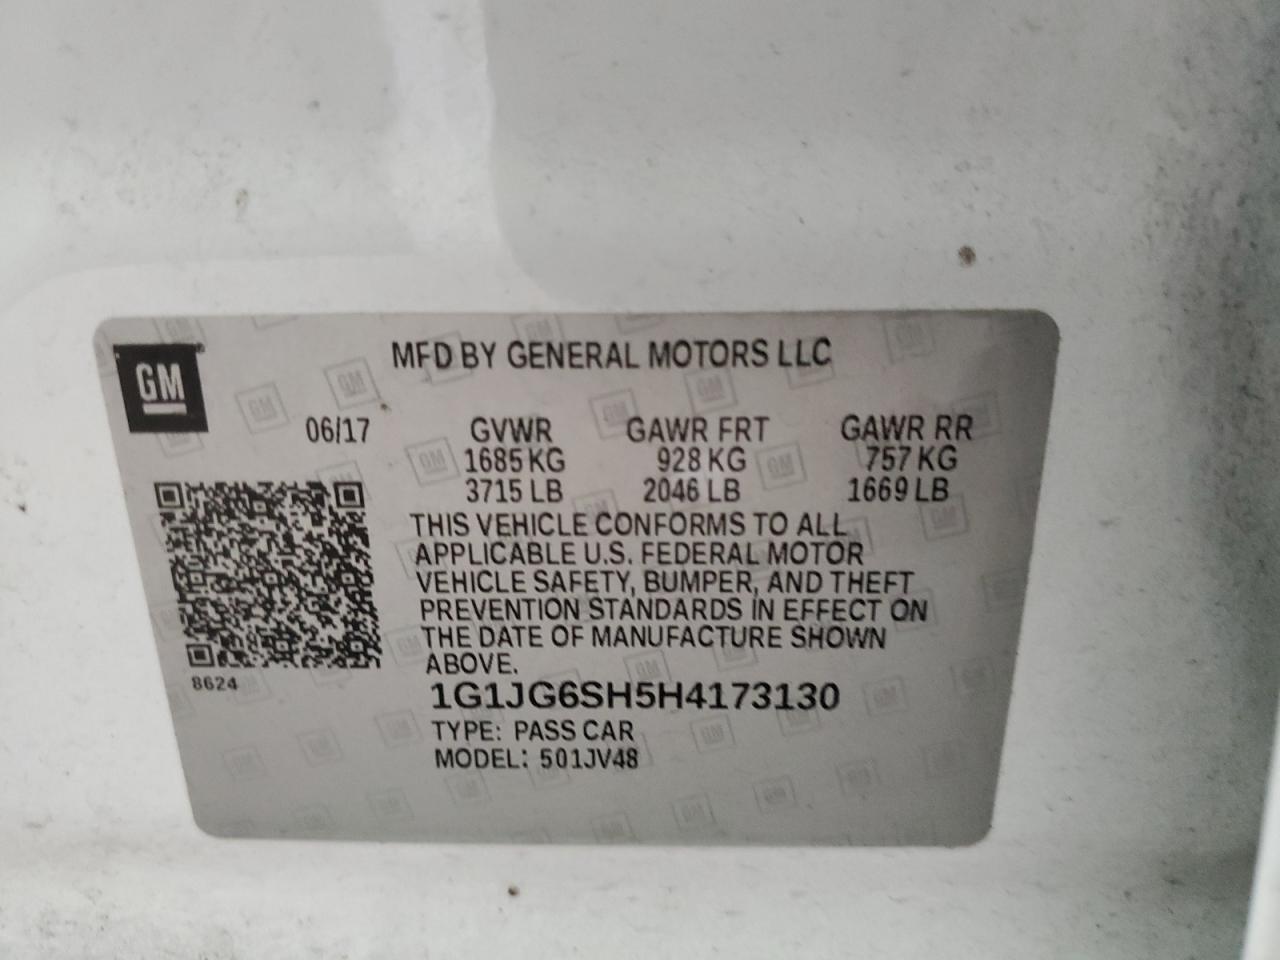 GM
MFD BY GENERAL MOTORS LLC
06/17 GVWR GAWR FRT GAWR RR
1685 KG 928 KG 757 KG
3715 LB 2046 LB 1669 LB
THIS VEHICLE CONFORMS TO ALL
APPLICABLE U.S. FEDERAL MOTOR
VEHICLE SAFETY, BUMPER, AND THEFT
PREVENTION STANDARDS IN EFFECT ON
THE DATE OF MANUFACTURE SHOWN
ABOVE.
8624
1G1JG6SH5H4173130
TYPE: PASS CAR
MODEL: 501JV48